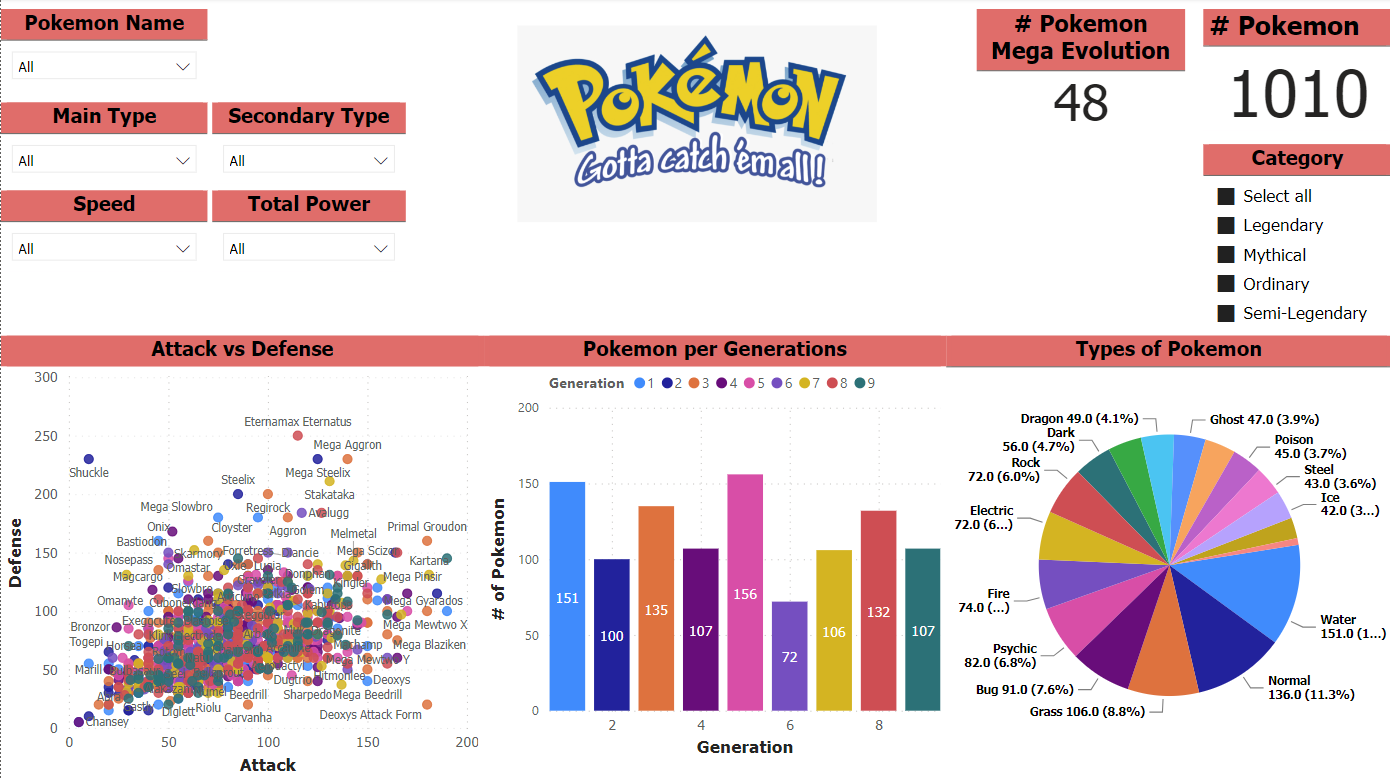 Pokemon Name
All
Main Type
All
Secondary Type
All
Speed
All
Total Power
All
POKéMON
Gotta catch 'em all!
# Pokemon
Mega Evolution
48
# Pokemon
1010
Category
Select all
Legendary
Mythical
Ordinary
Semi-Legendary
Attack vs Defense
300
250
200
150
100
50
0
Defense
0 50 100 150 200
Attack
Eternamax Eternatus
Mega Aggron
Shuckle
Mega Steelix
Steelix
Stakataka
Mega Slowbro
Regirock
Avalugg
Onix
Cloyster
Aggron
Melmetal
Primal Groudon
Bastiodon
Skarmory
Forretress
Diancie
Mega Scizor
Kartana
Nosepass
Omastar
Lugia
Gigalith
Magcargo
Donphan
Mega Pinsir
Slowbro
Kingler
Omanyte
Mega Gyarados
Bronzor
Mega Mewtwo X
Togepi
Machamp
Mega Blaziken
Marill
Mega Mewtwo Y
Hitmonlee
Deoxys
Abra
Dugtrio
Beedrill
Sharpedo
Mega Beedrill
Chansey
Diglett
Riolu
Carvanha
Deoxys Attack Form
Pokemon per Generations
Generation 1 2 3 4 5 6 7 8 9
200
150
100
50
0
# of Pokemon
151
100
135
107
156
72
106
132
107
2 4 6 8
Generation
Types of Pokemon
Dragon 49.0 (4.1%)
Ghost 47.0 (3.9%)
Dark
56.0 (4.7%)
Poison
45.0 (3.7%)
Rock
72.0 (6.0%)
Steel
43.0 (3.6%)
Ice
42.0 (3...)
Electric
72.0 (6...)
Fire
74.0 (...)
Water
151.0 (1...)
Psychic
82.0 (6.8%)
Normal
136.0 (11.3%)
Bug 91.0 (7.6%)
Grass 106.0 (8.8%)